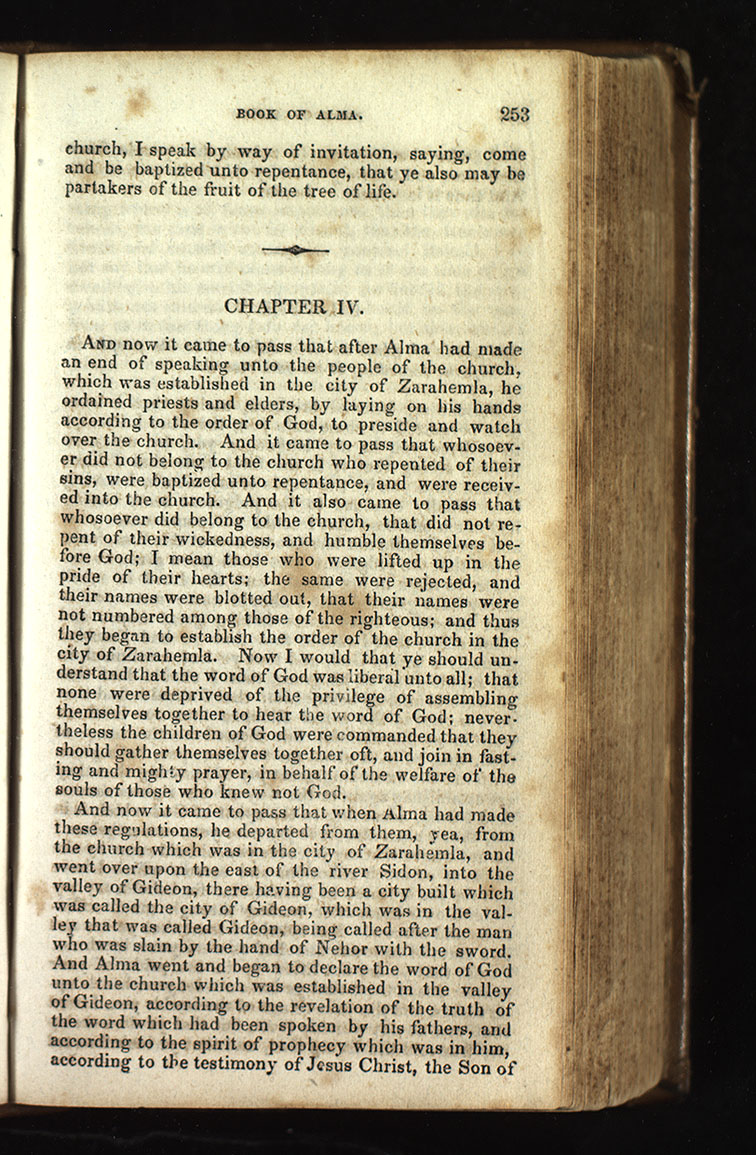 BOOK OF ALMA. 253
church, I speak by way of invitation, saying, come
and be baptized unto repentance, that ye also may be
partakers of the fruit of the tree of life.
CHAPTER IV.
AND now it came to pass that after Alma had made
an end of speaking unto the people of the church,
which was established in the city of Zarahemla, he
ordained priests and elders, by laying on his hands
according to the order of God, to preside and watch
over the church. And it came to pass that whosoev-
er did not belong to the church who repented of their
sins, were baptized unto repentance, and were receiv-
ed into the church. And it also came to pass that
whosoever did belong to the church, that did not re-
pent of their wickedness, and humble themselves be-
fore God; I mean those who were lifted up in the
pride of their hearts; the same were rejected, and
their names were blotted out, that their names were
not numbered among those of the righteous; and thus
they began to establish the order of the church in the
city of Zarahemla. Now I would that ye should un-
derstand that the word of God was liberal unto all; that
none were deprived of the privilege of assembling
themselves together to hear the word of God; never-
theless the children of God were commanded that they
should gather themselves together oft, and join in fast-
ing and mighty prayer, in behalf of the welfare of the
souls of those who knew not God.
And now it came to pass that when Alma had made
these regulations, he departed from them, yea, from
the church which was in the city of Zarahemla, and
went over upon the east of the river Sidon, into the
valley of Gideon, there having been a city built which
was called the city of Gideon, which was in the val-
ley that was called Gideon, being called after the man
who was slain by the hand of Nehor with the sword.
And Alma went and began to declare the word of God
unto the church which was established in the valley
of Gideon, according to the revelation of the truth of
the word which had been spoken by his fathers, and
according to the spirit of prophecy which was in him,
according to the testimony of Jesus Christ, the Son of